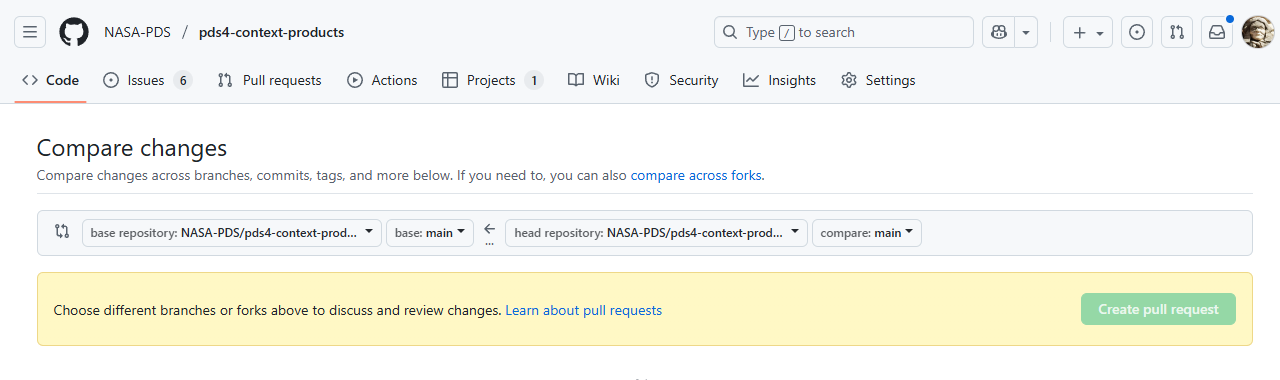 NASA-PDS / pds4-context-products Type / to search
Code Issues 6 Pull requests Actions Projects 1 Wiki Security Insights Settings
Compare changes
Compare changes across branches, commits, tags, and more below. If you need to, you can also compare across forks.
base repository: NASA-PDS/pds4-context-prod... base: main ... head repository: NASA-PDS/pds4-context-prod... compare: main
Choose different branches or forks above to discuss and review changes. Learn about pull requests Create pull request